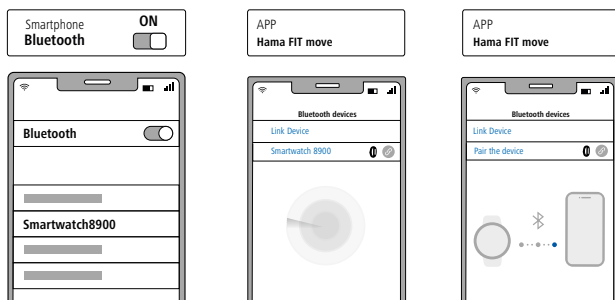 Smartphone
Bluetooth
ON
Bluetooth
Smartwatch8900
APP
Hama FIT move
Bluetooth devices
Link Device
Smartwatch 8900
APP
Hama FIT move
Bluetooth devices
Link Device
Pair the device